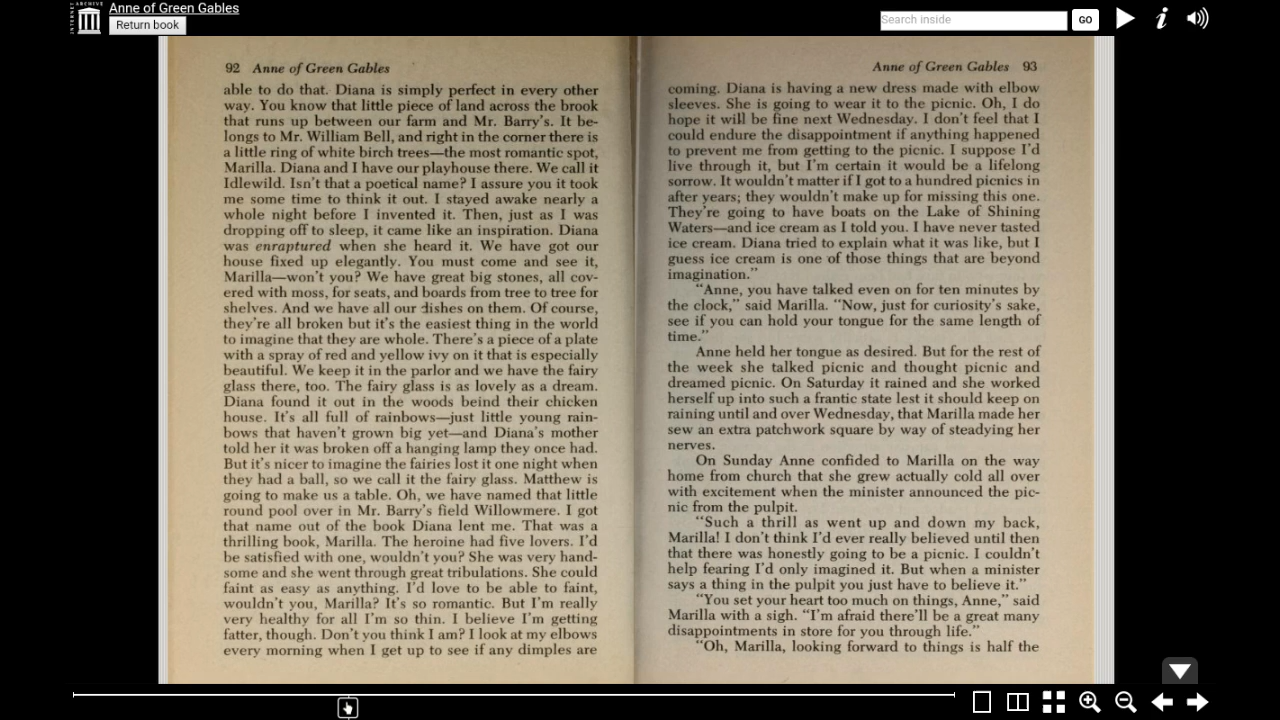 INTERNET ARCHIVE
Anne of Green Gables
Return book
Search inside
GO
92 Anne of Green Gables
able to do that. Diana is simply perfect in every other
way. You know that little piece of land across the brook
that runs up between our farm and Mr. Barry's. It be-
longs to Mr. William Bell, and right in the corner there is
a little ring of white birch trees—the most romantic spot,
Marilla. Diana and I have our playhouse there. We call it
Idlewild. Isn't that a poetical name? I assure you it took
me some time to think it out. I stayed awake nearly a
whole night before I invented it. Then, just as I was
dropping off to sleep, it came like an inspiration. Diana
was enraptured when she heard it. We have got our
house fixed up elegantly. You must come and see it,
Marilla—won't you? We have great big stones, all cov-
ered with moss, for seats, and boards from tree to tree for
shelves. And we have all our dishes on them. Of course,
they're all broken but it's the easiest thing in the world
to imagine that they are whole. There's a piece of a plate
with a spray of red and yellow ivy on it that is especially
beautiful. We keep it in the parlor and we have the fairy
glass there, too. The fairy glass is as lovely as a dream.
Diana found it out in the woods beind their chicken
house. It's all full of rainbows—just little young rain-
bows that haven't grown big yet—and Diana's mother
told her it was broken off a hanging lamp they once had.
But it's nicer to imagine the fairies lost it one night when
they had a ball, so we call it the fairy glass. Matthew is
going to make us a table. Oh, we have named that little
round pool over in Mr. Barry's field Willowmere. I got
that name out of the book Diana lent me. That was a
thrilling book, Marilla. The heroine had five lovers. I'd
be satisfied with one, wouldn't you? She was very hand-
some and she went through great tribulations. She could
faint as easy as anything. I'd love to be able to faint,
wouldn't you, Marilla? It's so romantic. But I'm really
very healthy for all I'm so thin. I believe I'm getting
fatter, though. Don't you think I am? I look at my elbows
every morning when I get up to see if any dimples are
Anne of Green Gables 93
coming. Diana is having a new dress made with elbow
sleeves. She is going to wear it to the picnic. Oh, I do
hope it will be fine next Wednesday. I don't feel that I
could endure the disappointment if anything happened
to prevent me from getting to the picnic. I suppose I'd
live through it, but I'm certain it would be a lifelong
sorrow. It wouldn't matter if I got to a hundred picnics in
after years; they wouldn't make up for missing this one.
They're going to have boats on the Lake of Shining
Waters—and ice cream as I told you. I have never tasted
ice cream. Diana tried to explain what it was like, but I
guess ice cream is one of those things that are beyond
imagination."
"Anne, you have talked even on for ten minutes by
the clock," said Marilla. "Now, just for curiosity's sake,
see if you can hold your tongue for the same length of
time."
Anne held her tongue as desired. But for the rest of
the week she talked picnic and thought picnic and
dreamed picnic. On Saturday it rained and she worked
herself up into such a frantic state lest it should keep on
raining until and over Wednesday, that Marilla made her
sew an extra patchwork square by way of steadying her
nerves.
On Sunday Anne confided to Marilla on the way
home from church that she grew actually cold all over
with excitement when the minister announced the pic-
nic from the pulpit.
"Such a thrill as went up and down my back,
Marilla! I don't think I'd ever really believed until then
that there was honestly going to be a picnic. I couldn't
help fearing I'd only imagined it. But when a minister
says a thing in the pulpit you just have to believe it."
"You set your heart too much on things, Anne," said
Marilla with a sigh. "I'm afraid there'll be a great many
disappointments in store for you through life."
"Oh, Marilla, looking forward to things is half the